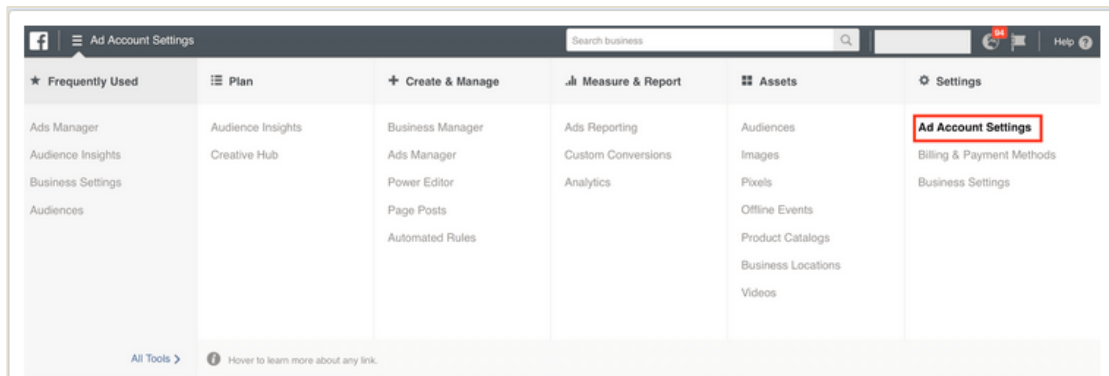 Ad Account Settings
Search business
94
Help
Frequently Used
Ads Manager
Audience Insights
Business Settings
Audiences
All Tools
Plan
Audience Insights
Creative Hub
Create & Manage
Business Manager
Ads Manager
Power Editor
Page Posts
Automated Rules
Measure & Report
Ads Reporting
Custom Conversions
Analytics
Assets
Audiences
Images
Pixels
Offline Events
Product Catalogs
Business Locations
Videos
Settings
Ad Account Settings
Billing & Payment Methods
Business Settings
Hover to learn more about any link.